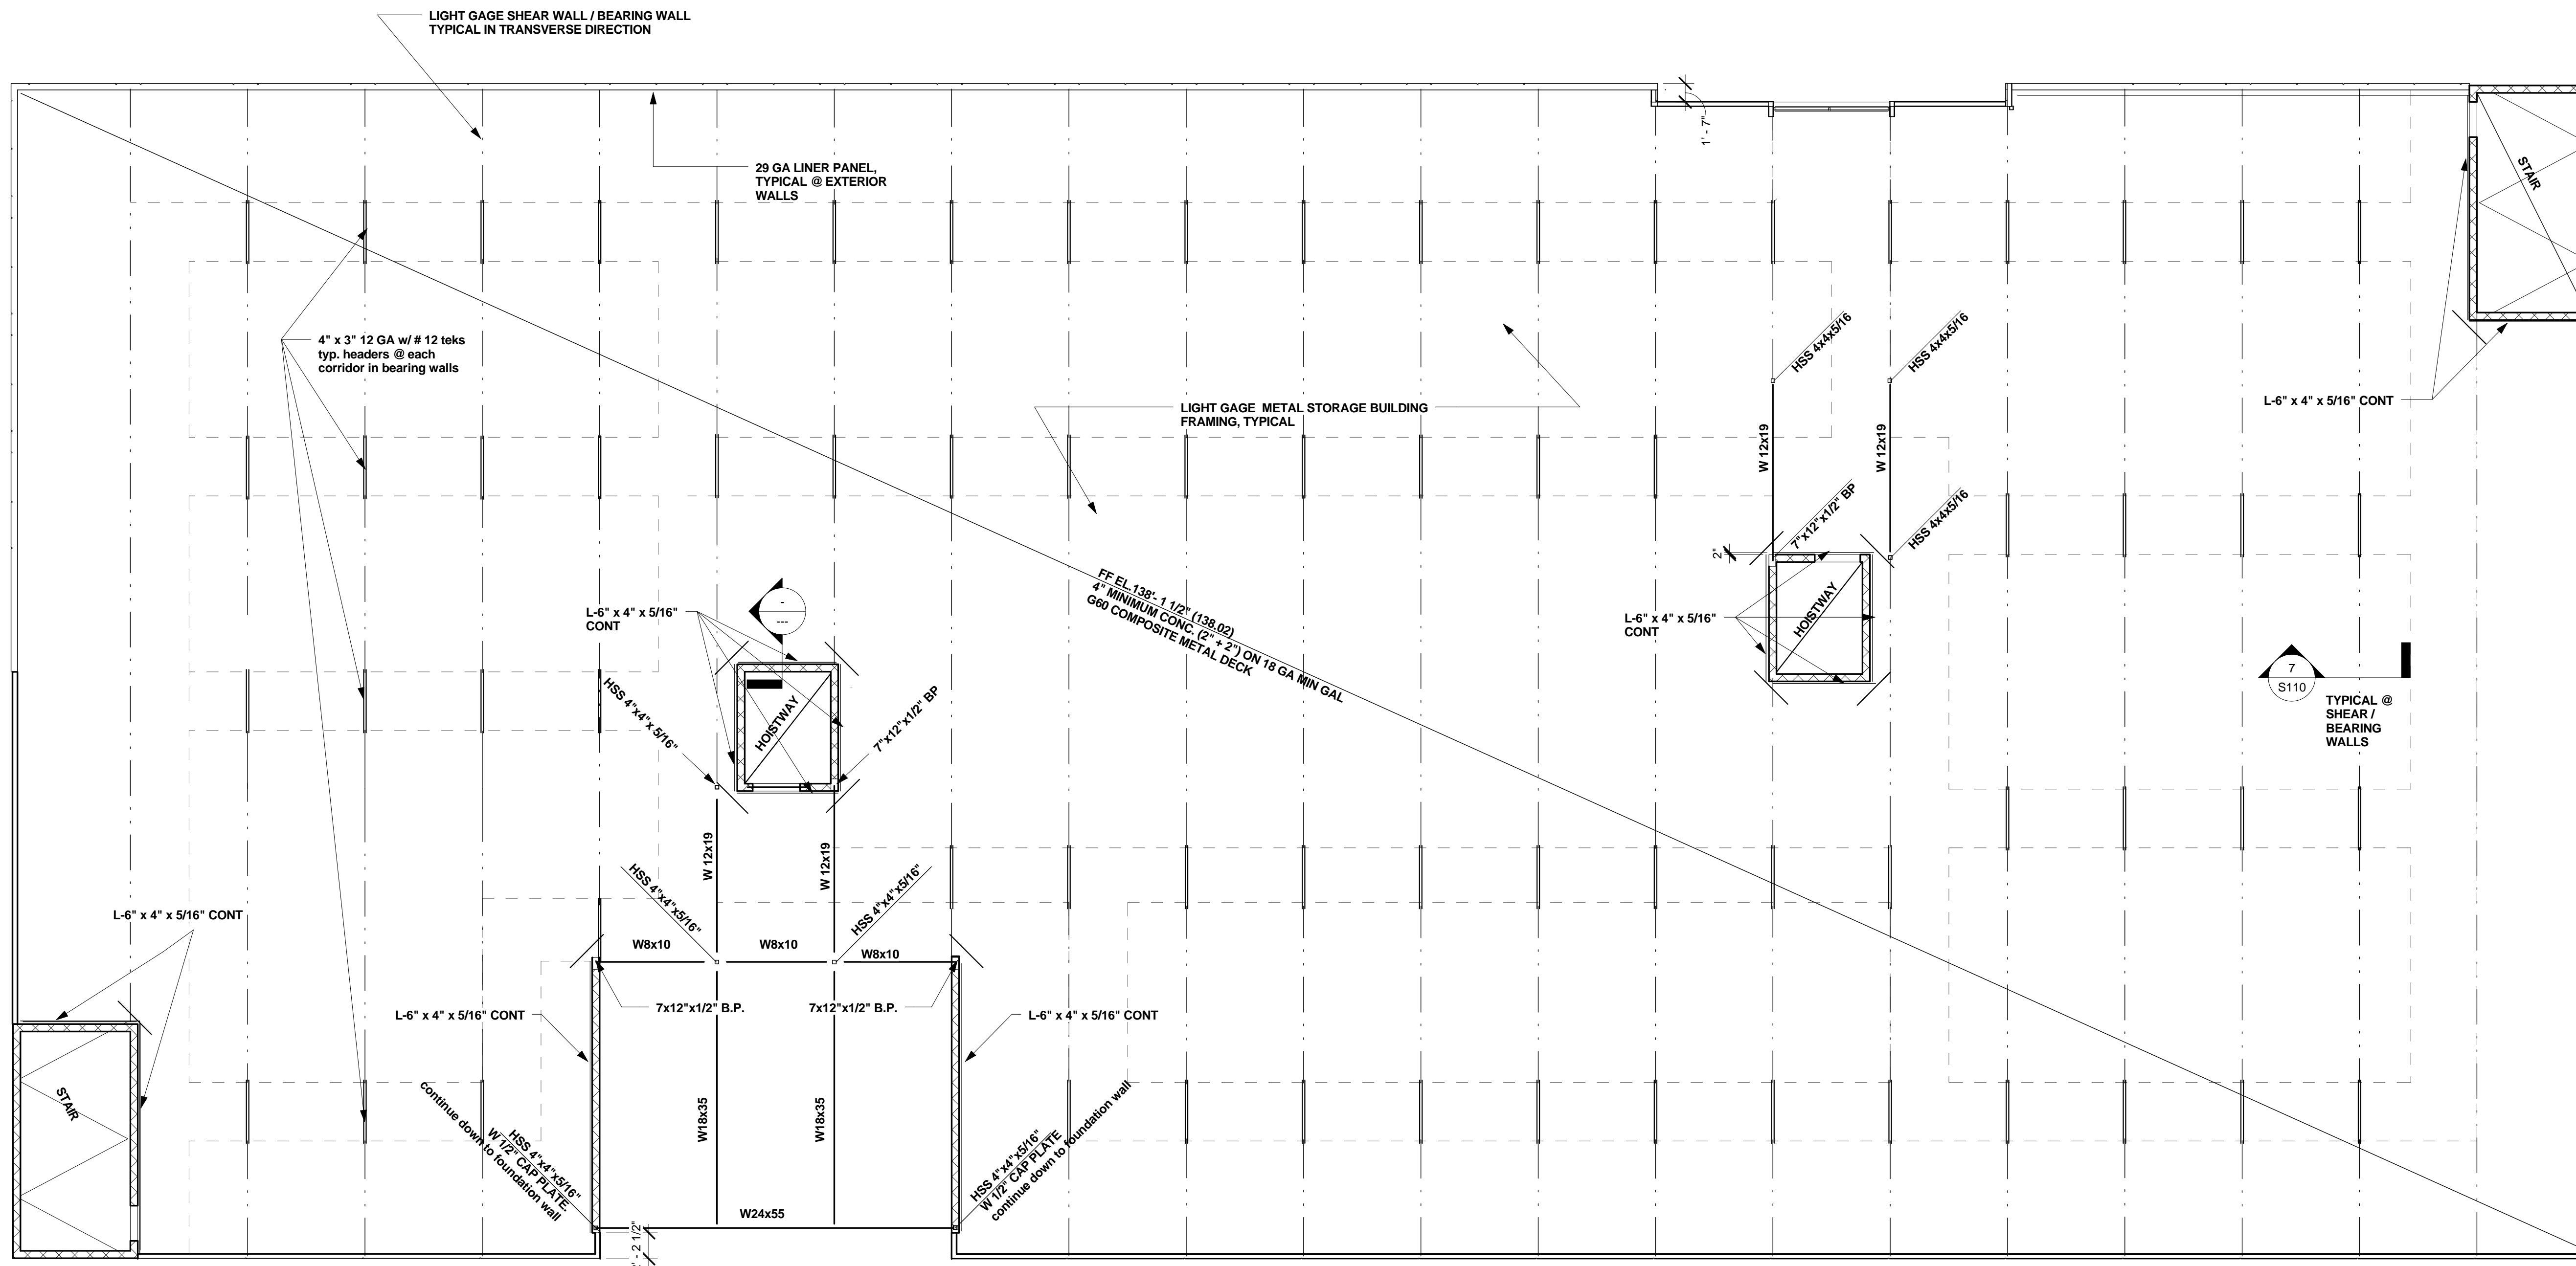 LIGHT GAGE SHEAR WALL / BEARING WALL
TYPICAL IN TRANSVERSE DIRECTION
1' - 7"
29 GA LINER PANEL,
TYPICAL @ EXTERIOR
WALLS
STAIR
4" x 3" 12 GA w/ # 12 teks
typ. headers @ each
corridor in bearing walls
HSS 4x4x5/16
HSS 4x4x5/16
LIGHT GAGE METAL STORAGE BUILDING
FRAMING, TYPICAL
L-6" x 4" x 5/16" CONT
W 12x19
W 12x19
7"x12"x1/2" BP
HSS 4x4x5/16
2"
FF EL.138'- 1 1/2" (138.02)
4" MINIMUM CONC. (2" + 2") ON 18 GA MIN GAL
G60 COMPOSITE METAL DECK
-
---
L-6" x 4" x 5/16"
CONT
HOISTWAY
L-6" x 4" x 5/16"
CONT
HOISTWAY
HSS 4"x4"x 5/16"
7"x12"x1/2" BP
7
S110
TYPICAL @
SHEAR /
BEARING
WALLS
W 12x19
W 12x19
HSS 4"x4"x5/16"
HSS 4"x4"x5/16"
L-6" x 4" x 5/16" CONT
W8x10
W8x10
W8x10
7x12"x1/2" B.P.
7x12"x1/2" B.P.
L-6" x 4" x 5/16" CONT
L-6" x 4" x 5/16" CONT
STAIR
W18x35
W18x35
HSS 4"x4"x5/16"
W 1/2" CAP PLATE.
continue down to foundation wall
HSS 4"x4"x5/16"
W 1/2" CAP PLATE
continue down to foundation wall
W24x55
- 2 1/2"